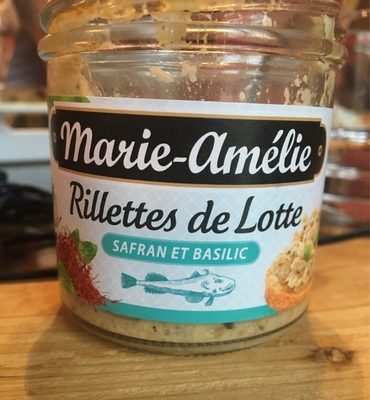 Marie-Amélie
Rillettes de Lotte
SAFRAN ET BASILIC